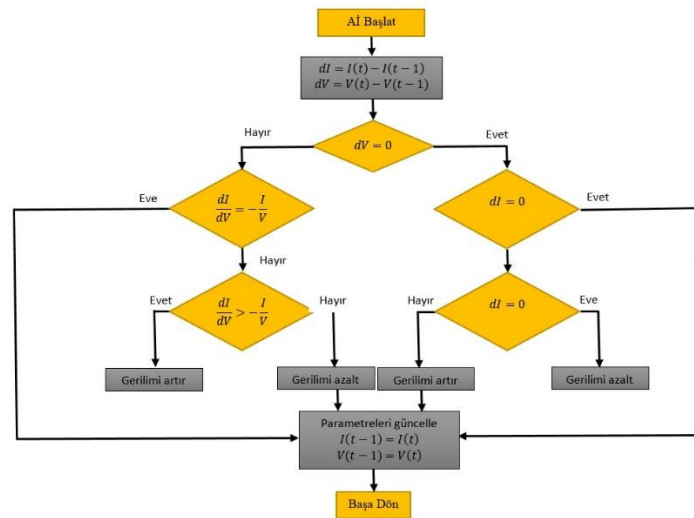 Aİ Başlat
dI = I(t) − I(t − 1)
dV = V(t) − V(t − 1)
Hayır
Evet
dV = 0
Eve
dI/dV = − I/V
dI = 0
Evet
Hayır
Evet
dI/dV > − I/V
Hayır
Hayır
dI = 0
Eve
Gerilimi artır
Gerilimi azalt
Gerilimi artır
Gerilimi azalt
Parametreleri güncelle
I(t − 1) = I(t)
V(t − 1) = V(t)
Başa Dön